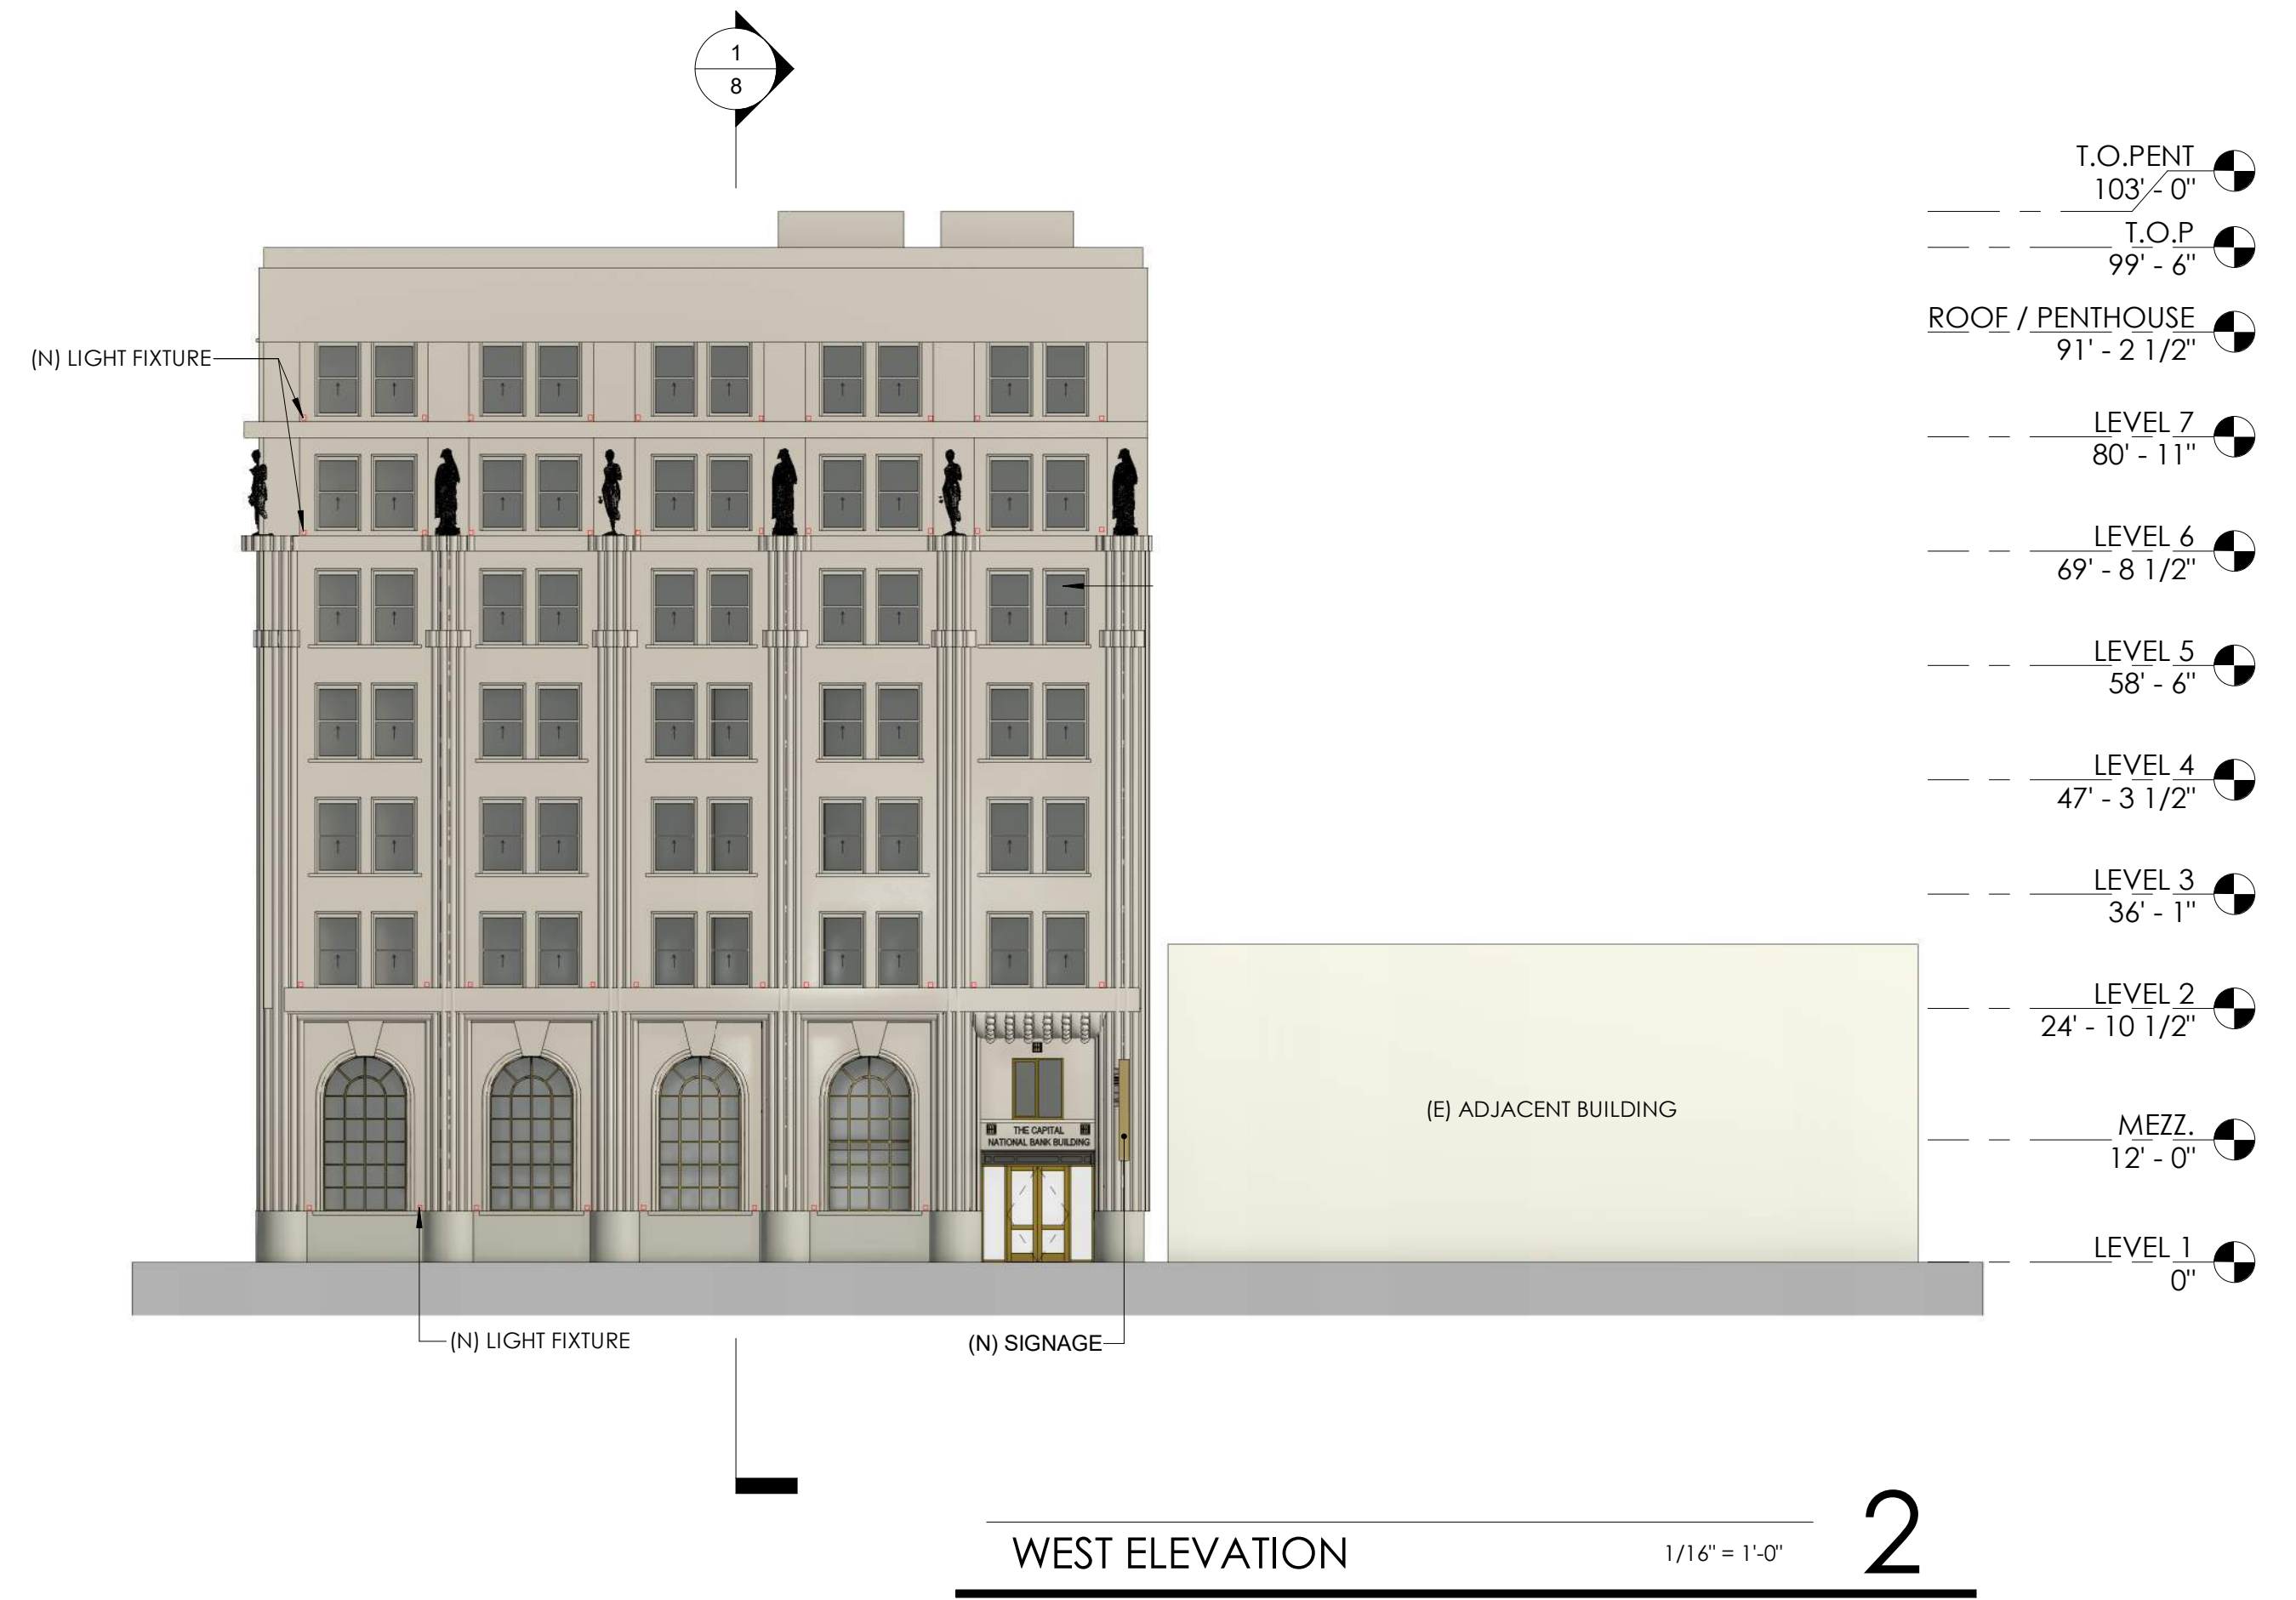 1
8
T.O.PENT
103' - 0"
T.O.P
99' - 6"
ROOF / PENTHOUSE
91' - 2 1/2"
(N) LIGHT FIXTURE
LEVEL 7
80' - 11"
LEVEL 6
69' - 8 1/2"
LEVEL 5
58' - 6"
LEVEL 4
47' - 3 1/2"
LEVEL 3
36' - 1"
LEVEL 2
24' - 10 1/2"
(E) ADJACENT BUILDING
THE CAPITAL
NATIONAL BANK BUILDING
MEZZ.
12' - 0"
LEVEL 1
0"
(N) LIGHT FIXTURE
(N) SIGNAGE
WEST ELEVATION
1/16" = 1'-0"
2